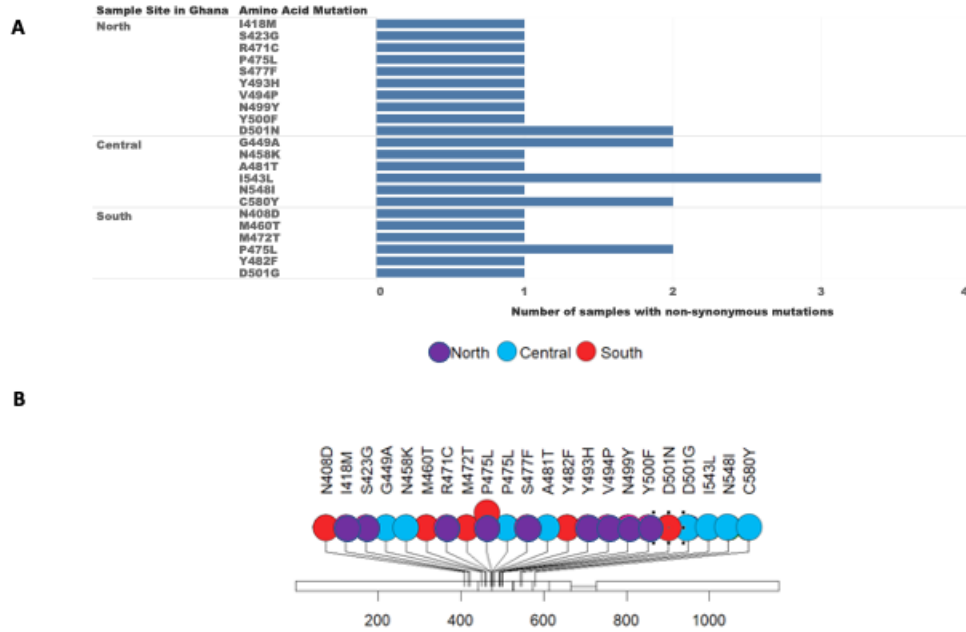 A
Sample Site in Ghana Amino Acid Mutation
North I418M
S423G
R471C
P475L
S477F
Y493H
V494P
N499Y
Y500F
D501N
Central G449A
N458K
A481T
I543L
N548I
C580Y
South N408D
M460T
M472T
P475L
Y482F
D501G
0 1 2 3 4
Number of samples with non-synonymous mutations
North Central South
B
N408D I418M S423G G449A N458K M460T R471C M472T P475L P475L S477F A481T Y482F Y493H V494P N499Y Y500F D501N D501G I543L N548I C580Y
200 400 600 800 1000